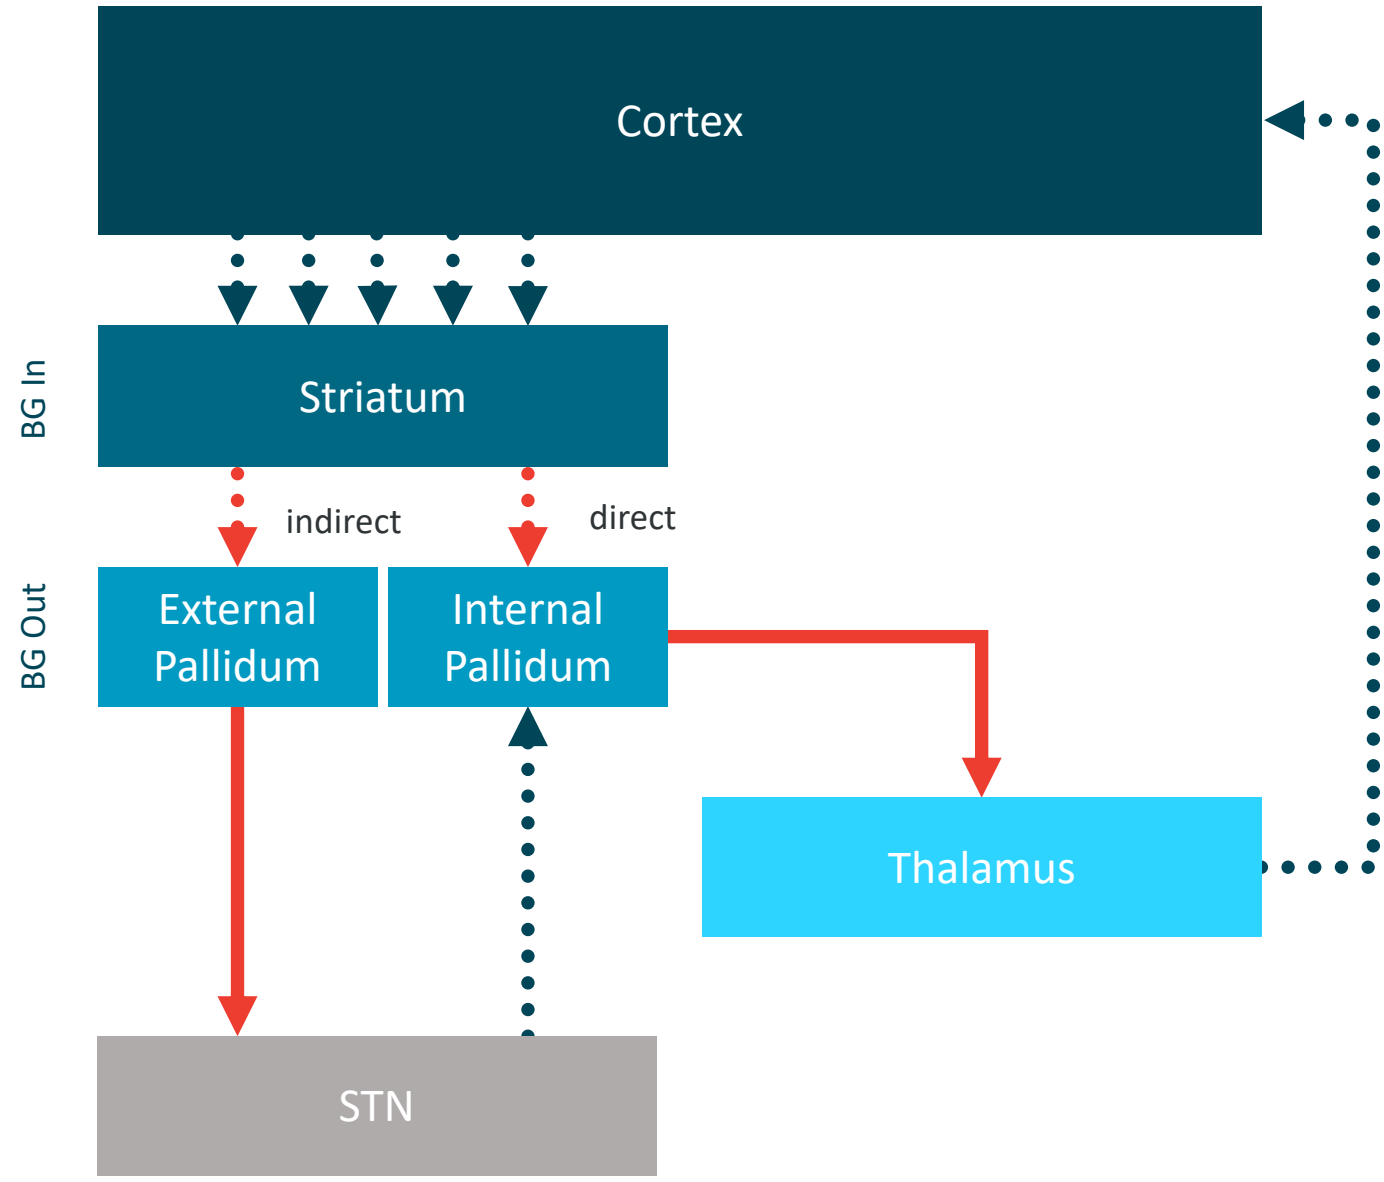 Cortex
BG In
Striatum
indirect
direct
BG Out
External
Pallidum
Internal
Pallidum
Thalamus
STN